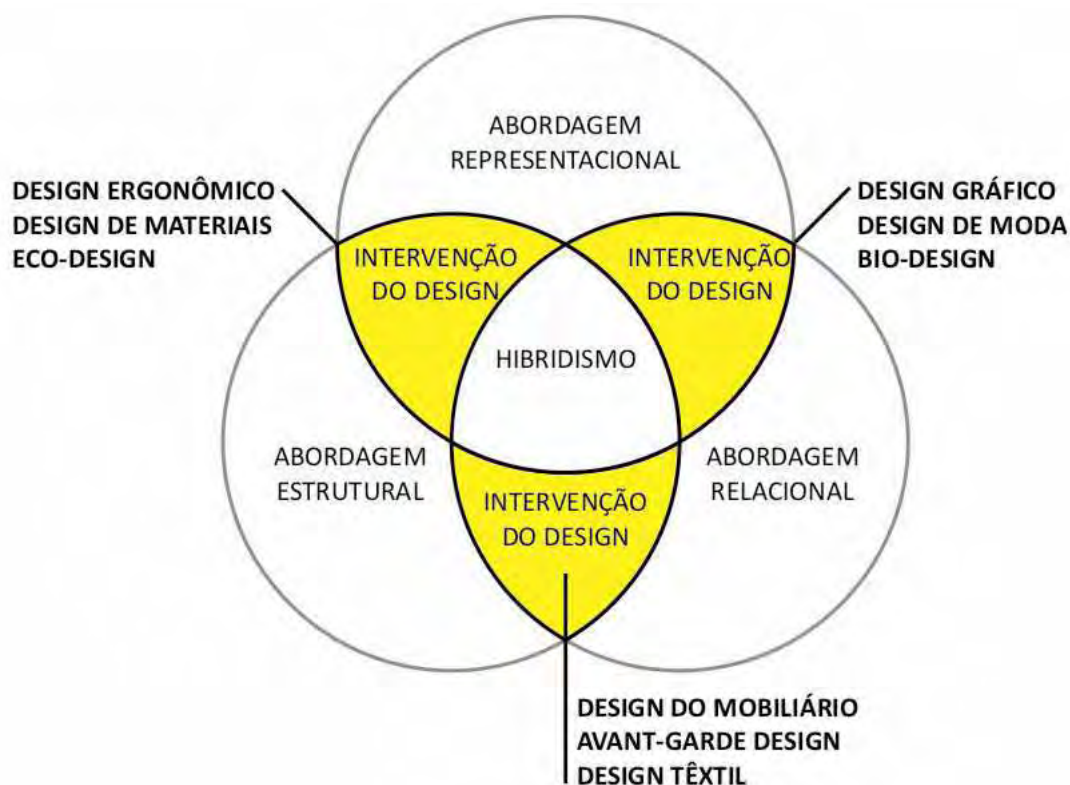 ABORDAGEM
REPRESENTACIONAL
DESIGN ERGONÔMICO
DESIGN DE MATERIAIS
ECO-DESIGN
DESIGN GRÁFICO
DESIGN DE MODA
BIO-DESIGN
INTERVENÇÃO
DO DESIGN
INTERVENÇÃO
DO DESIGN
HIBRIDISMO
ABORDAGEM
ESTRUTURAL
ABORDAGEM
RELACIONAL
INTERVENÇÃO
DO DESIGN
DESIGN DO MOBILIÁRIO
AVANT-GARDE DESIGN
DESIGN TÊXTIL